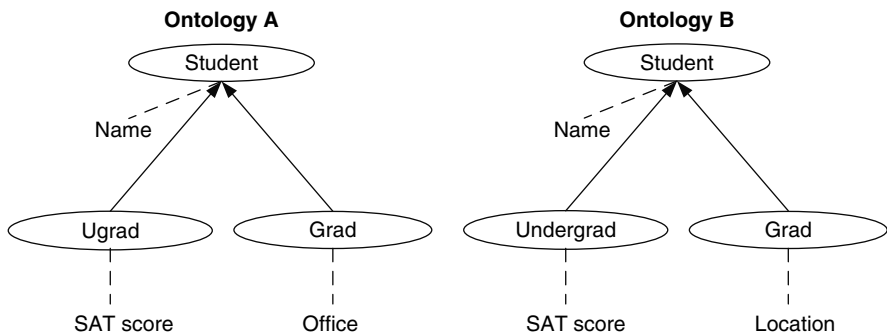 Ontology A
Ontology B
Student
Student
Name
Name
Ugrad
Grad
Undergrad
Grad
SAT score
Office
SAT score
Location